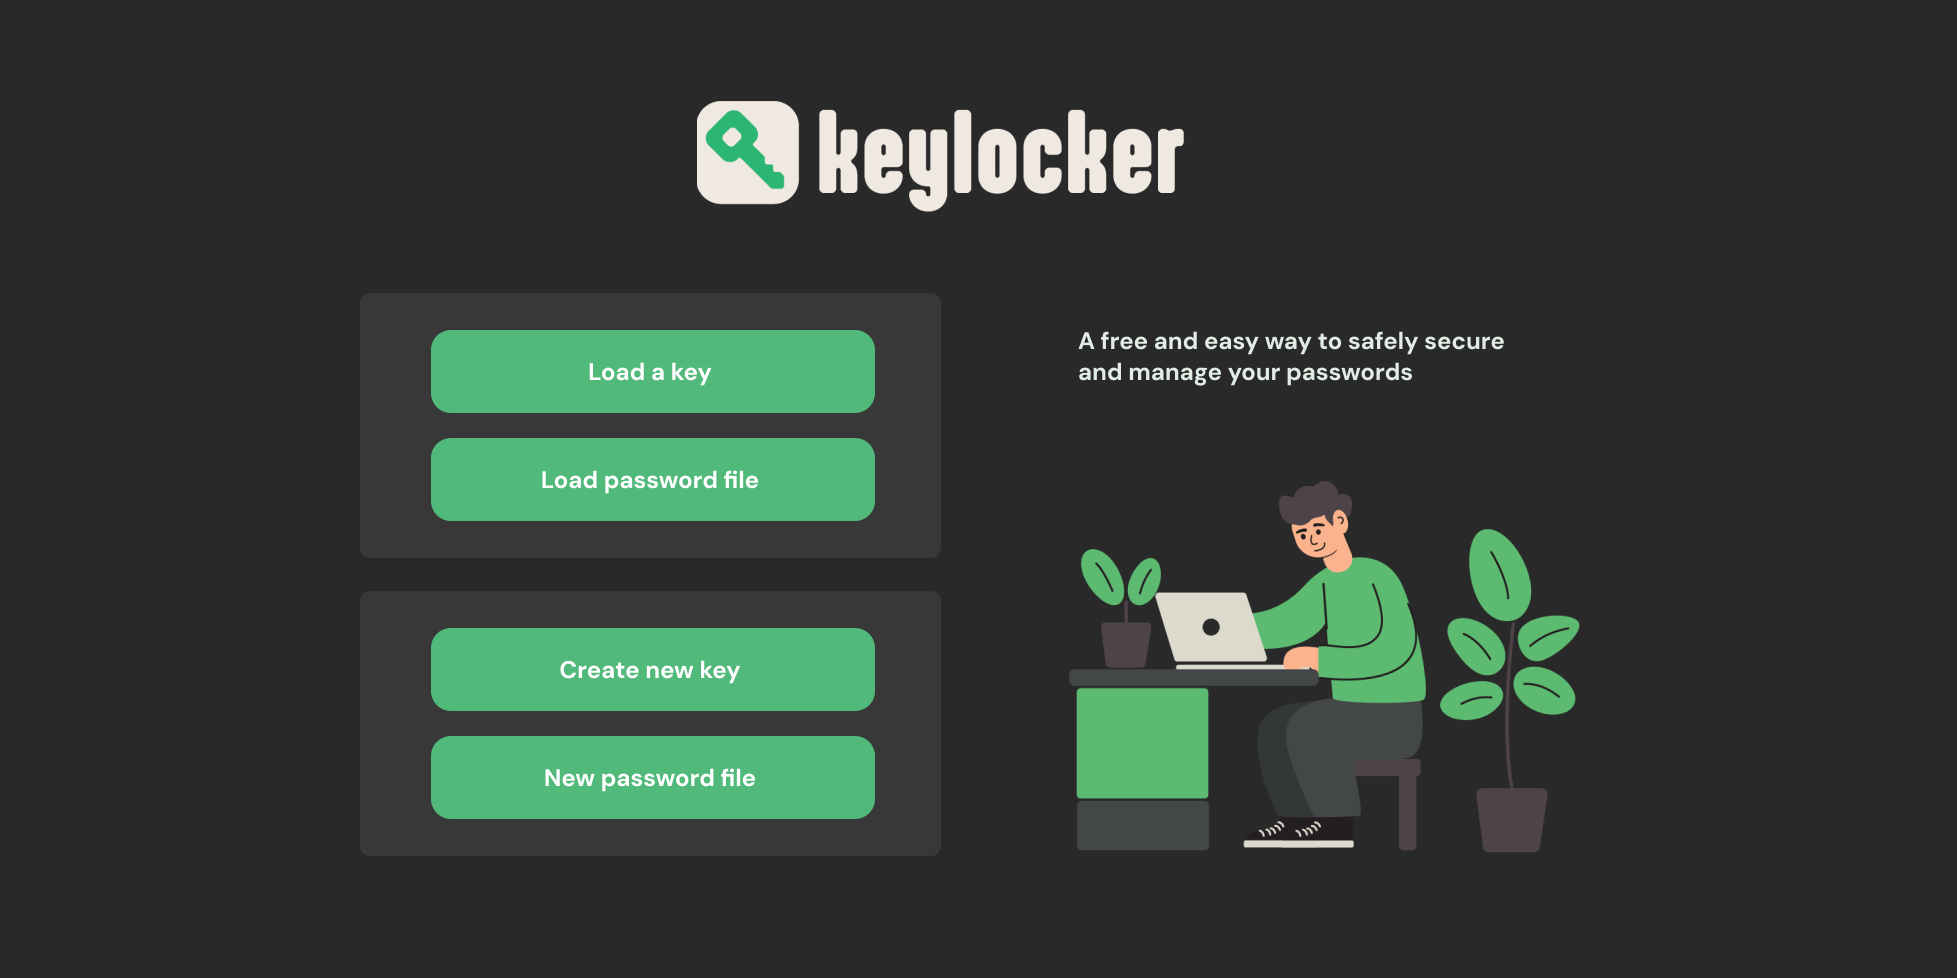 keylocker
Load a key
Load password file
Create new key
New password file
A free and easy way to safely secure
and manage your passwords